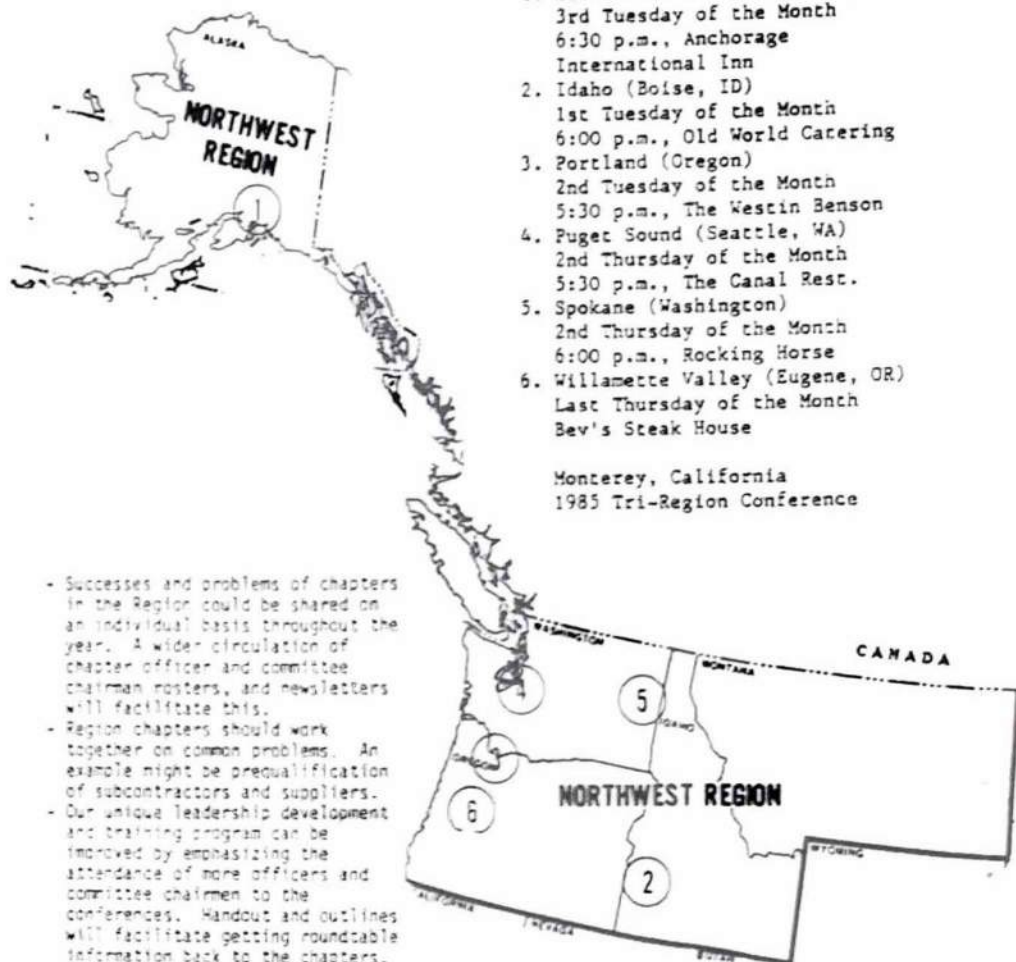 3rd Tuesday of the Month
6:30 p.m., Anchorage
International Inn
2. Idaho (Boise, ID)
1st Tuesday of the Month
6:00 p.m., Old World Catering
3. Portland (Oregon)
2nd Tuesday of the Month
5:30 p.m., The Westin Benson
4. Puget Sound (Seattle, WA)
2nd Thursday of the Month
5:30 p.m., The Canal Rest.
5. Spokane (Washington)
2nd Thursday of the Month
6:00 p.m., Rocking Horse
6. Willamette Valley (Eugene, OR)
Last Thursday of the Month
Bev's Steak House
Monterey, California
1985 Tri-Region Conference
ALASKA
NORTHWEST
REGION
1
- Successes and problems of chapters
in the Region could be shared on
an individual basis throughout the
year. A wider circulation of
chapter officer and committee
chairman rosters, and newsletters
will facilitate this.
- Region chapters should work
together on common problems. An
example might be prequalification
of subcontractors and suppliers.
- Our unique leadership development
and training program can be
improved by emphasizing the
attendance of more officers and
committee chairmen to the
conferences. Handout and outlines
will facilitate getting roundtable
information back to the chapters.
WASHINGTON
MONTANA
CANADA
5
IDAHO
OREGON
NORTHWEST REGION
6
2
WYOMING
CALIFORNIA
NEVADA
UTAH